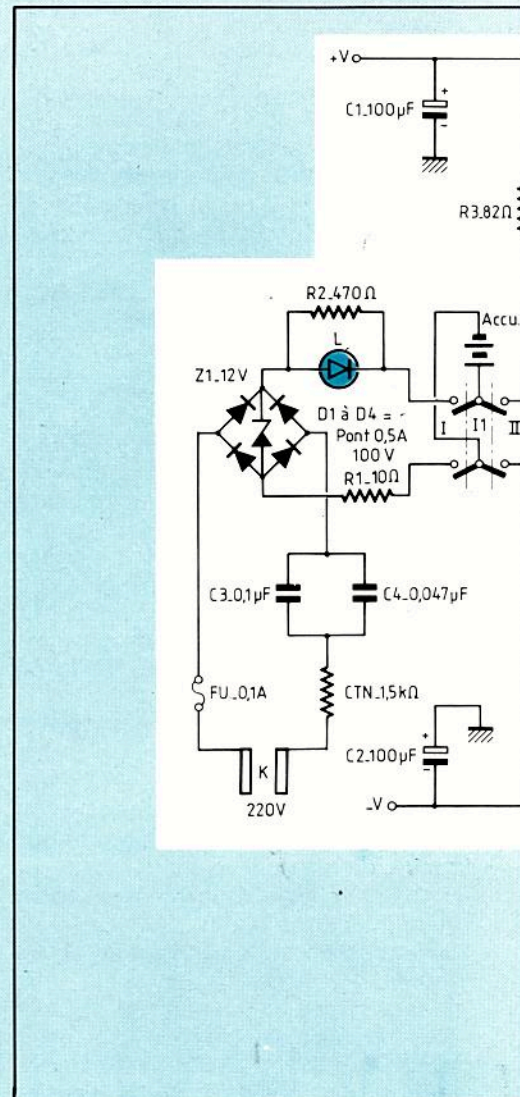 +V
+
C1_100µF
-
R3_82Ω
R2_470Ω
L
Accu.
Z1_12V
D1 à D4 =
Pont 0,5A
100 V
I
I1
II
R1_10Ω
C3_0,1µF
C4_0,047µF
FU_0,1A
CTN_1,5kΩ
K
220V
+
C2_100µF
-
_V